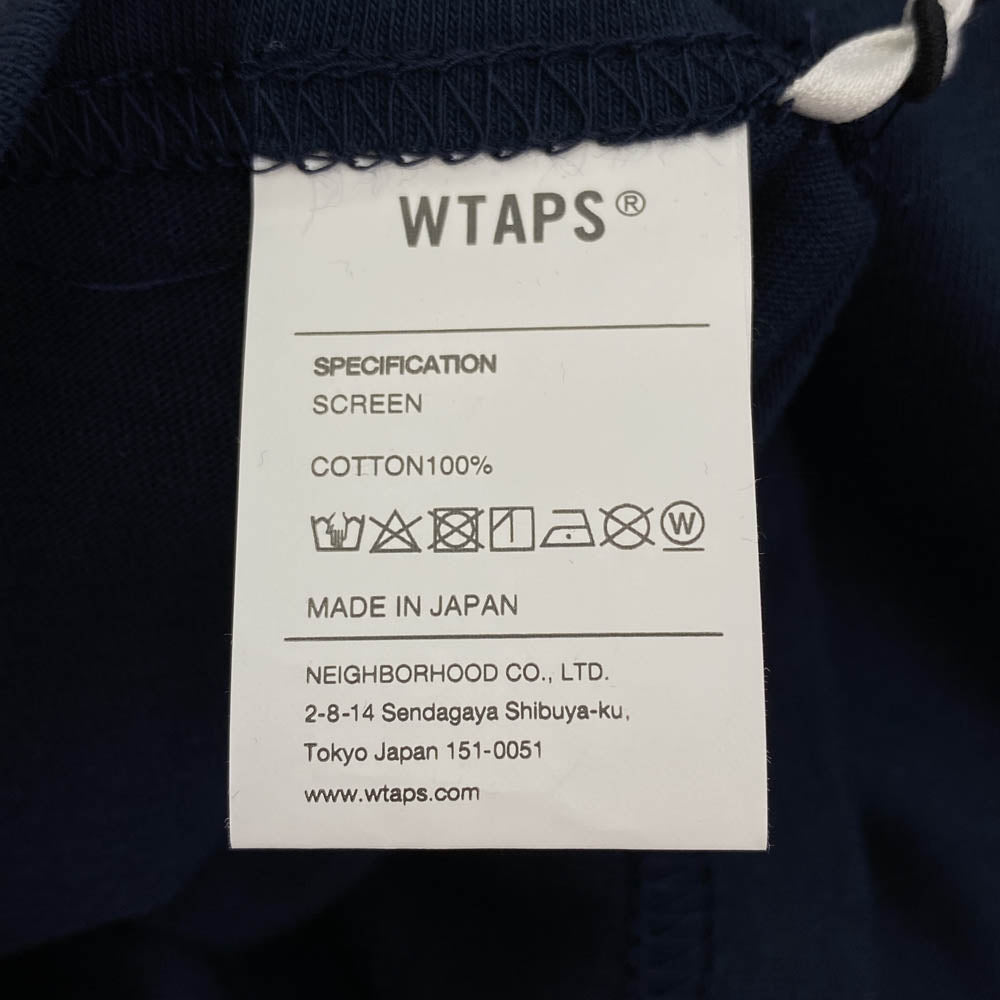 WTAPS®
SPECIFICATION
SCREEN
COTTON100%
W
MADE IN JAPAN
NEIGHBORHOOD CO., LTD.
2-8-14 Sendagaya Shibuya-ku,
Tokyo Japan 151-0051
www.wtaps.com